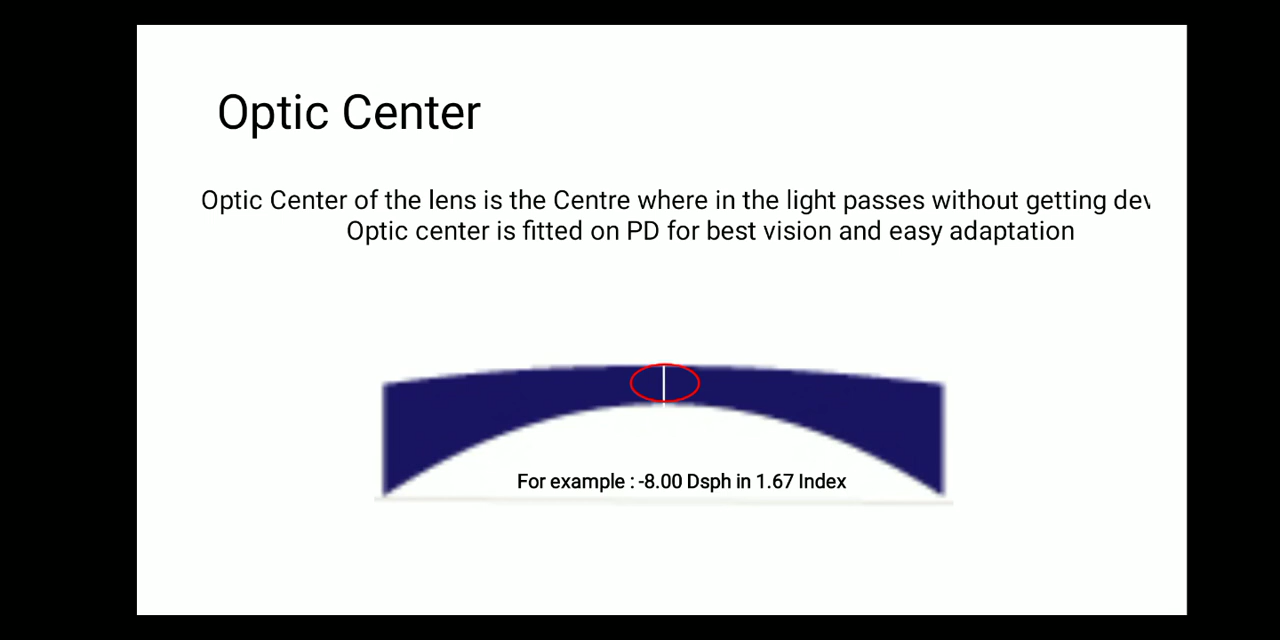 Optic Center
Optic Center of the lens is the Centre where in the light passes without getting
Optic center is fitted on PD for best vision and easy adaptation
For example : -8.00 Dsph in 1.67 Index